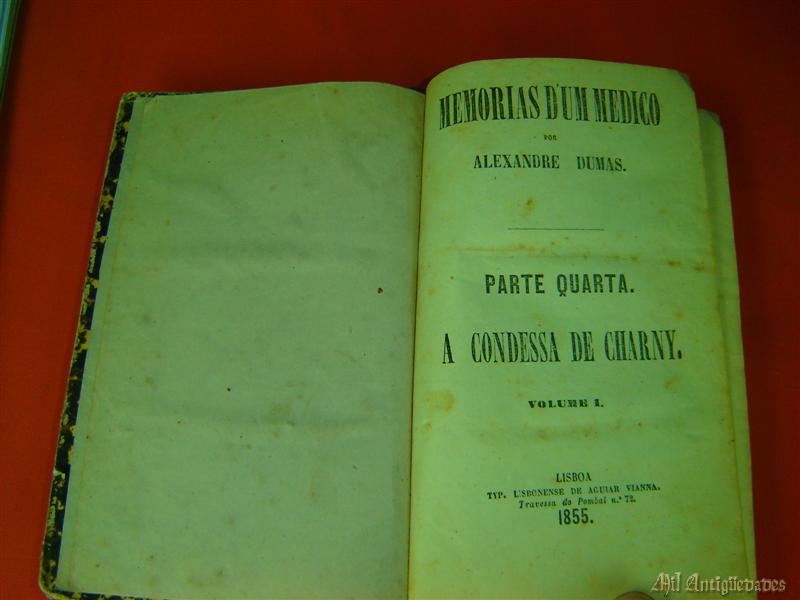 MEMORIAS D'UM MEDICO
POR
ALEXANDRE DUMAS.
PARTE QUARTA.
A CONDESSA DE CHARNY.
VOLUME I.
LISBOA
TYP. LISBONENSE DE AGUIAR VIANNA.
Travessa do Pombal n.º 72.
1855.
Mil Antigüedades